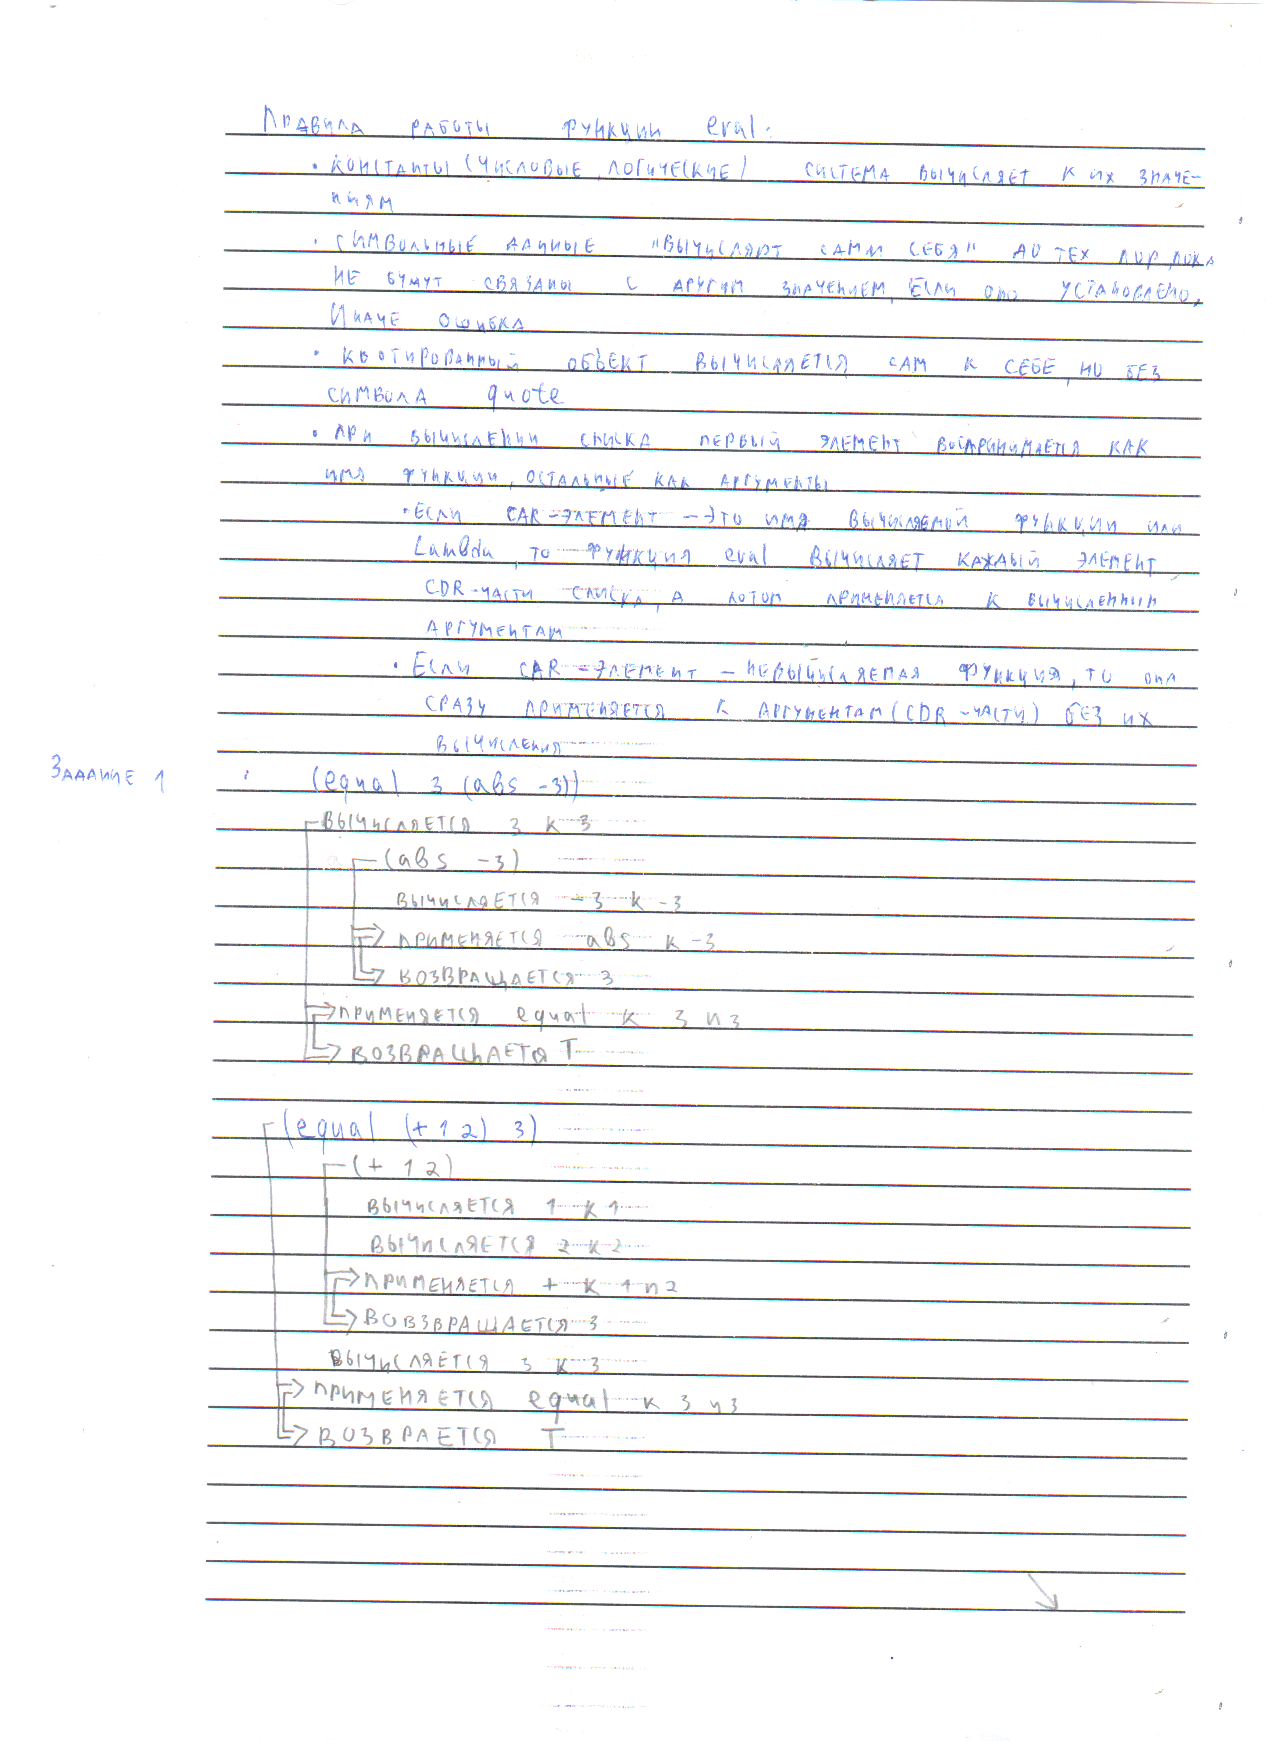 Правила работы функции eval:
• константы (числовые, логические) система вычисляет к их значе-
ниям
• символьные данные "вычисляют сами себя" до тех пор, пока
не будут связаны с другим значением, если оно установлено,
Иначе ошибка
• квотированный объект вычисляется сам к себе, но без
символа quote
• при вычислении списка первый элемент воспринимается как
имя функции, остальные как аргументы
• Если CAR-элемент - это имя вычисляемой функции или
Lambda, то функция eval вычисляет каждый элемент
CDR-части списка, а потом применяется к вычисленным
аргументам
• Если CAR-элемент - невычисляемая функция, то она
сразу применяется к аргументам (CDR-части) без их
вычисления
Задание 1 : (equal 3 (abs -3))
вычисляется 3 к 3
(abs -3)
вычисляется -3 к -3
применяется abs к -3
возвращается 3
применяется equal к 3 и 3
возвращается T
(equal (+ 1 2) 3)
(+ 1 2)
вычисляется 1 к 1
вычисляется 2 к 2
применяется + к 1 и 2
вовзвращается 3
вычисляется 3 к 3
применяется equal к 3 и 3
возврается T